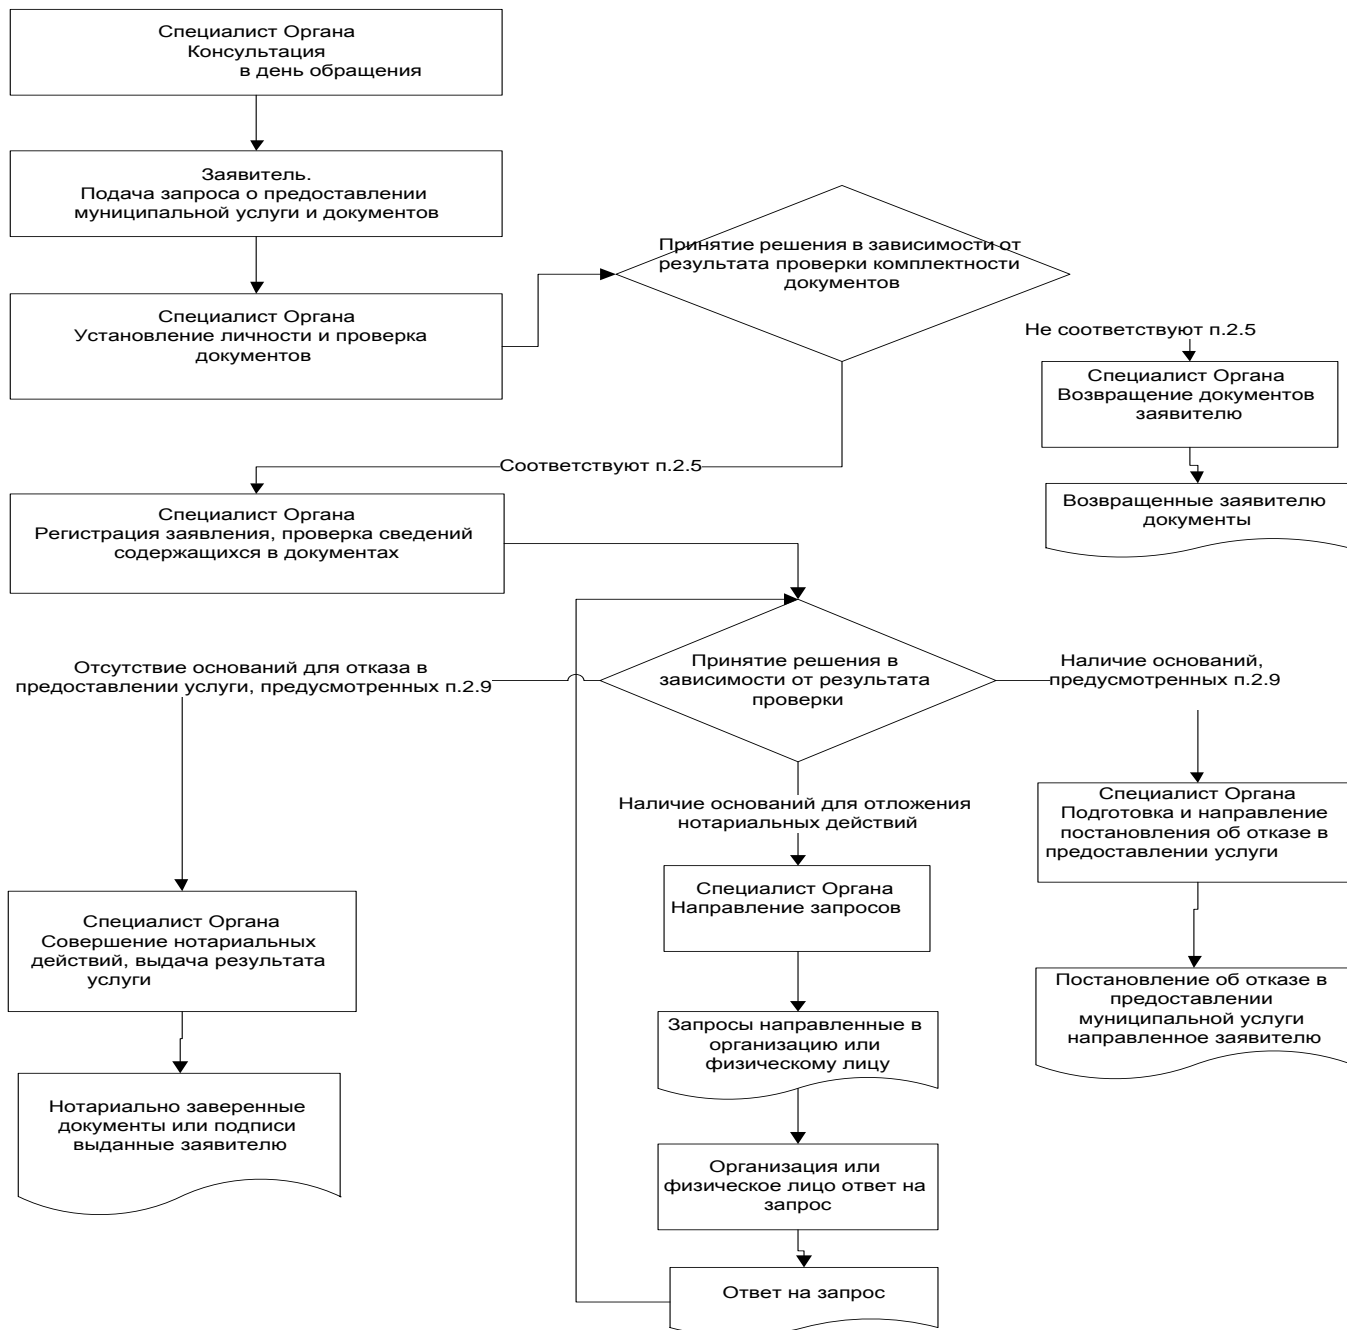 Специалист Органа
Консультация
в день обращения
Заявитель.
Подача запроса о предоставлении
муниципальной услуги и документов
Специалист Органа
Установление личности и проверка
документов
Принятие решения в зависимости от
результата проверки комплектности
документов
Не соответствуют п.2.5
Специалист Органа
Возвращение документов
заявителю
Возвращенные заявителю
документы
Соответствуют п.2.5
Специалист Органа
Регистрация заявления, проверка сведений
содержащихся в документах
Принятие решения в
зависимости от результата
проверки
Отсутствие оснований для отказа в
предоставлении услуги, предусмотренных п.2.9
Наличие оснований,
предусмотренных п.2.9
Наличие оснований для отложения
нотариальных действий
Специалист Органа
Подготовка и направление
постановления об отказе в
предоставлении услуги
Специалист Органа
Направление запросов
Специалист Органа
Совершение нотариальных
действий, выдача результата
услуги
Постановление об отказе в
предоставлении
муниципальной услуги
направленное заявителю
Запросы направленные в
организацию или
физическому лицу
Нотариально заверенные
документы или подписи
выданные заявителю
Организация или
физическое лицо ответ на
запрос
Ответ на запрос